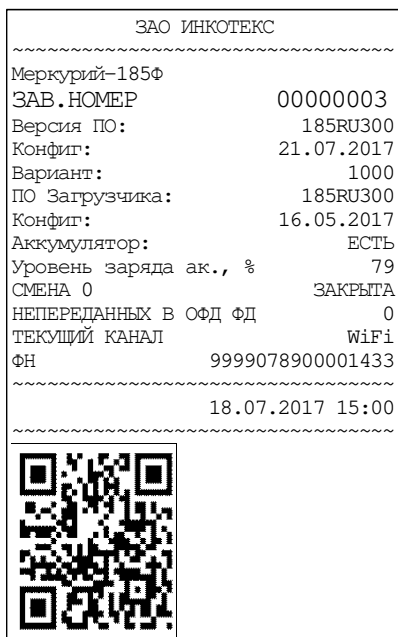 ЗАО ИНКОТЕКС
~~~~~~~~~~~~~~~~~~~~~~~~~~~~~~~~
Меркурий-185Ф
ЗАВ.НОМЕР 00000003
Версия ПО: 185RU300
Конфиг: 21.07.2017
Вариант: 1000
ПО Загрузчика: 185RU300
Конфиг: 16.05.2017
Аккумулятор: ЕСТЬ
Уровень заряда ак., % 79
СМЕНА 0 ЗАКРЫТА
НЕПЕРЕДАННЫХ В ОФД ФД 0
ТЕКУЩИЙ КАНАЛ WiFi
ФН 9999078900001433
~~~~~~~~~~~~~~~~~~~~~~~~~~~~~~~~
18.07.2017 15:00
~~~~~~~~~~~~~~~~~~~~~~~~~~~~~~~~